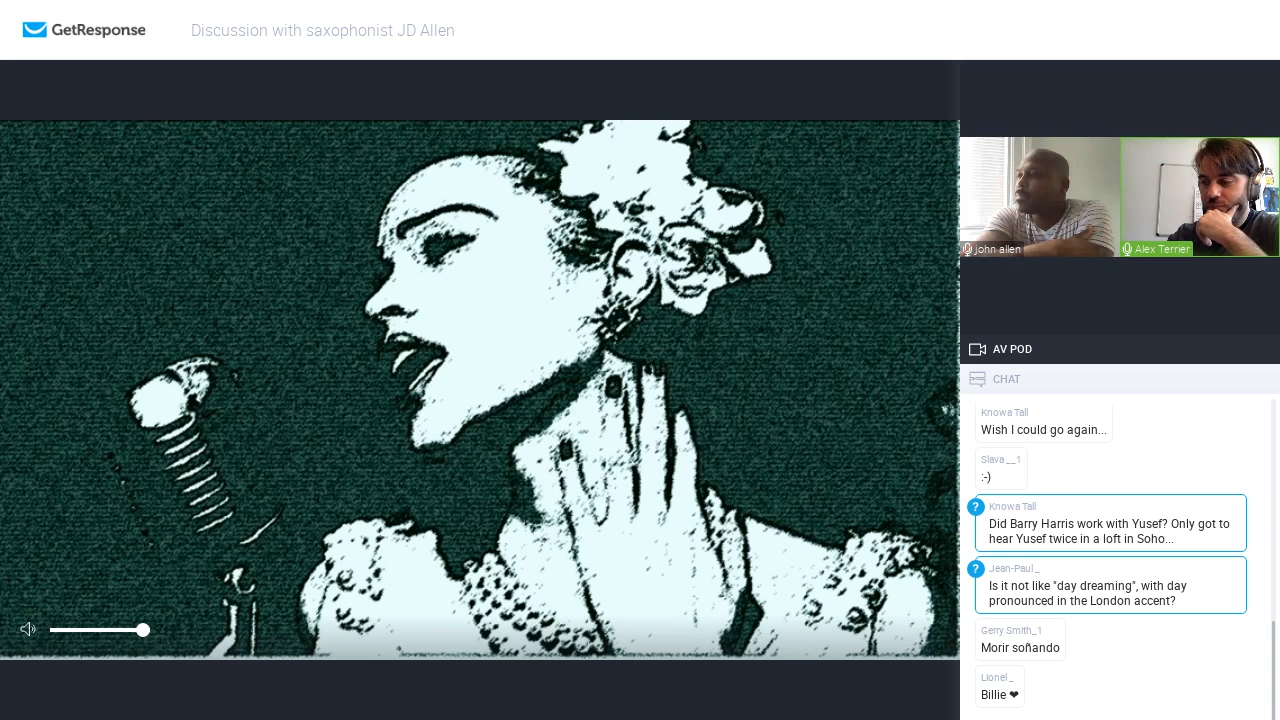 GetResponse
Discussion with saxophonist JD Allen
john allen
Alex Terrier
AV POD
CHAT
Knowa Tall
Wish I could go again...
Slava__1
:-)
?
Knowa Tall
Did Barry Harris work with Yusef? Only got to
hear Yusef twice in a loft in Soho...
?
Jean-Paul_
Is it not like "day dreaming", with day
pronounced in the London accent?
Gerry Smith_1
Morir soñando
Lionel_
Billie ❤